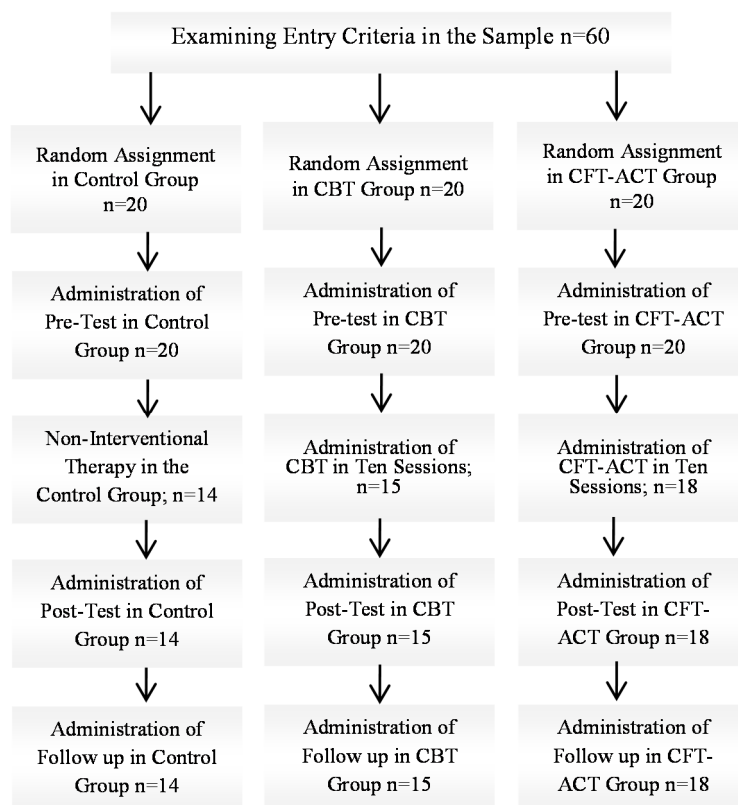 Examining Entry Criteria in the Sample n=60
Random Assignment
in Control Group
n=20
Random Assignment
in CBT Group n=20
Random Assignment
in CFT-ACT Group
n=20
Administration of
Pre-Test in Control
Group n=20
Administration of
Pre-test in CBT
Group n=20
Administration of
Pre-test in CFT-ACT
Group n=20
Non-Interventional
Therapy in the
Control Group; n=14
Administration of
CBT in Ten Sessions;
n=15
Administration of
CFT-ACT in Ten
Sessions; n=18
Administration of
Post-Test in Control
Group n=14
Administration of
Post-Test in CBT
Group n=15
Administration of
Post-Test in CFT-
ACT Group n=18
Administration of
Follow up in Control
Group n=14
Administration of
Follow up in CBT
Group n=15
Administration of
Follow up in CFT-
ACT Group n=18